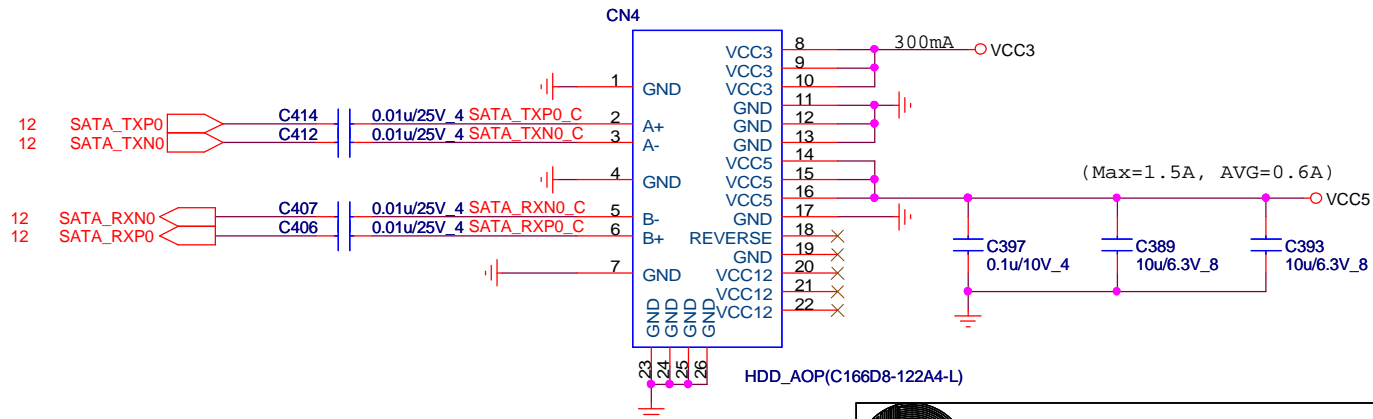 CN4
8 VCC3 300mA VCC3
9 VCC3
10 VCC3
1 GND
11 GND
12 SATA_TXP0 C414 0.01u/25V_4 SATA_TXP0_C 2 A+
12 GND
12 SATA_TXN0 C412 0.01u/25V_4 SATA_TXN0_C 3 A-
13 GND
14 VCC5
4 GND
15 VCC5
(Max=1.5A, AVG=0.6A)
16 VCC5 VCC5
12 SATA_RXN0 C407 0.01u/25V_4 SATA_RXN0_C 5 B-
17 GND
12 SATA_RXP0 C406 0.01u/25V_4 SATA_RXP0_C 6 B+
18 REVERSE
C397 C389 C393
0.1u/10V_4 10u/6.3V_8 10u/6.3V_8
19 GND
7 GND
20 VCC12
21 VCC12
22 VCC12
GND GND GND GND
23 24 25 26
HDD_AOP(C166D8-122A4-L)